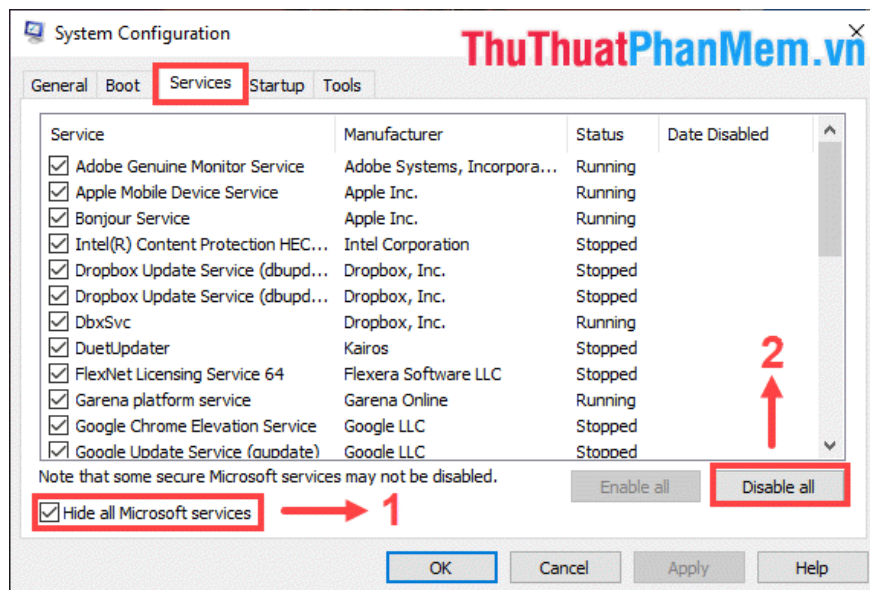 System Configuration
ThuThuatPhanMem.vn
General Boot Services Startup Tools
Service Manufacturer Status Date Disabled
Adobe Genuine Monitor Service Adobe Systems, Incorpora... Running
Apple Mobile Device Service Apple Inc. Running
Bonjour Service Apple Inc. Running
Intel(R) Content Protection HEC... Intel Corporation Stopped
Dropbox Update Service (dbupd... Dropbox, Inc. Stopped
Dropbox Update Service (dbupd... Dropbox, Inc. Stopped
DbxSvc Dropbox, Inc. Running
DuetUpdater Kairos Stopped
FlexNet Licensing Service 64 Flexera Software LLC Stopped
Garena platform service Garena Online Running
Google Chrome Elevation Service Google LLC Stopped
Google Update Service (gupdate) Google LLC Stopped
2
Note that some secure Microsoft services may not be disabled.
Enable all Disable all
Hide all Microsoft services 1
OK Cancel Apply Help